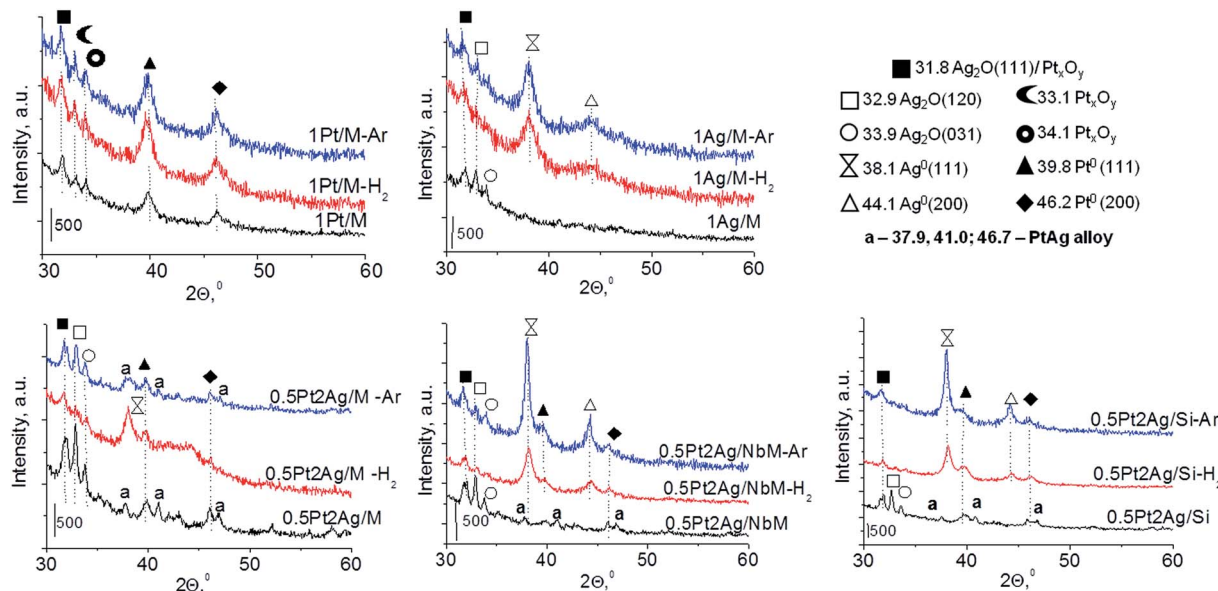 Intensity, a.u.
1Pt/M-Ar
1Pt/M-H₂
1Pt/M
500
30 40 50 60
2Θ,⁰
Intensity, a.u.
1Ag/M-Ar
1Ag/M-H₂
1Ag/M
500
30 40 50 60
2Θ,⁰
31.8 Ag₂O(111)/PtₓOᵧ
32.9 Ag₂O(120)
33.1 PtₓOᵧ
33.9 Ag₂O(031)
34.1 PtₓOᵧ
38.1 Ag⁰(111)
39.8 Pt⁰ (111)
44.1 Ag⁰(200)
46.2 Pt⁰ (200)
a – 37.9, 41.0; 46.7 – PtAg alloy
Intensity, a.u.
a a a
0.5Pt2Ag/M -Ar
0.5Pt2Ag/M -H₂
a a a
0.5Pt2Ag/M
500
30 40 50 60
2Θ,⁰
Intensity, a.u.
0.5Pt2Ag/NbM-Ar
0.5Pt2Ag/NbM-H₂
a a a
0.5Pt2Ag/NbM
500
30 40 50 60
2Θ,⁰
Intensity, a.u.
0.5Pt2Ag/Si-Ar
0.5Pt2Ag/Si-H₂
a a a
0.5Pt2Ag/Si
500
30 40 50 60
2Θ,⁰